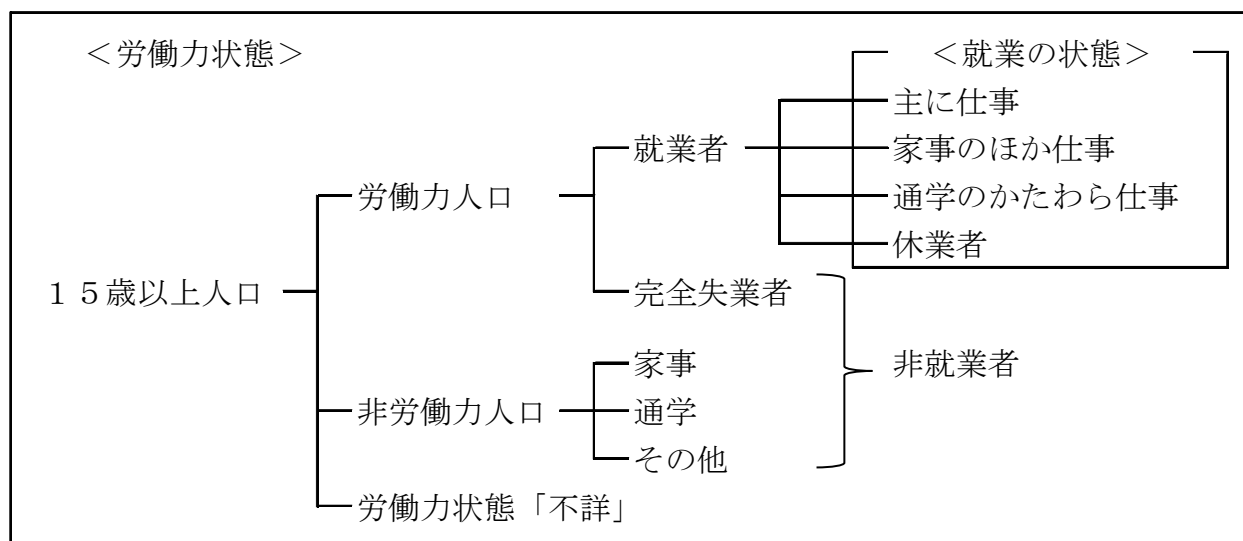 ＜労働力状態＞
＜就業の状態＞
主に仕事
就業者
家事のほか仕事
労働力人口
通学のかたわら仕事
休業者
１５歳以上人口
完全失業者
家事
非就業者
非労働力人口
通学
その他
労働力状態「不詳」